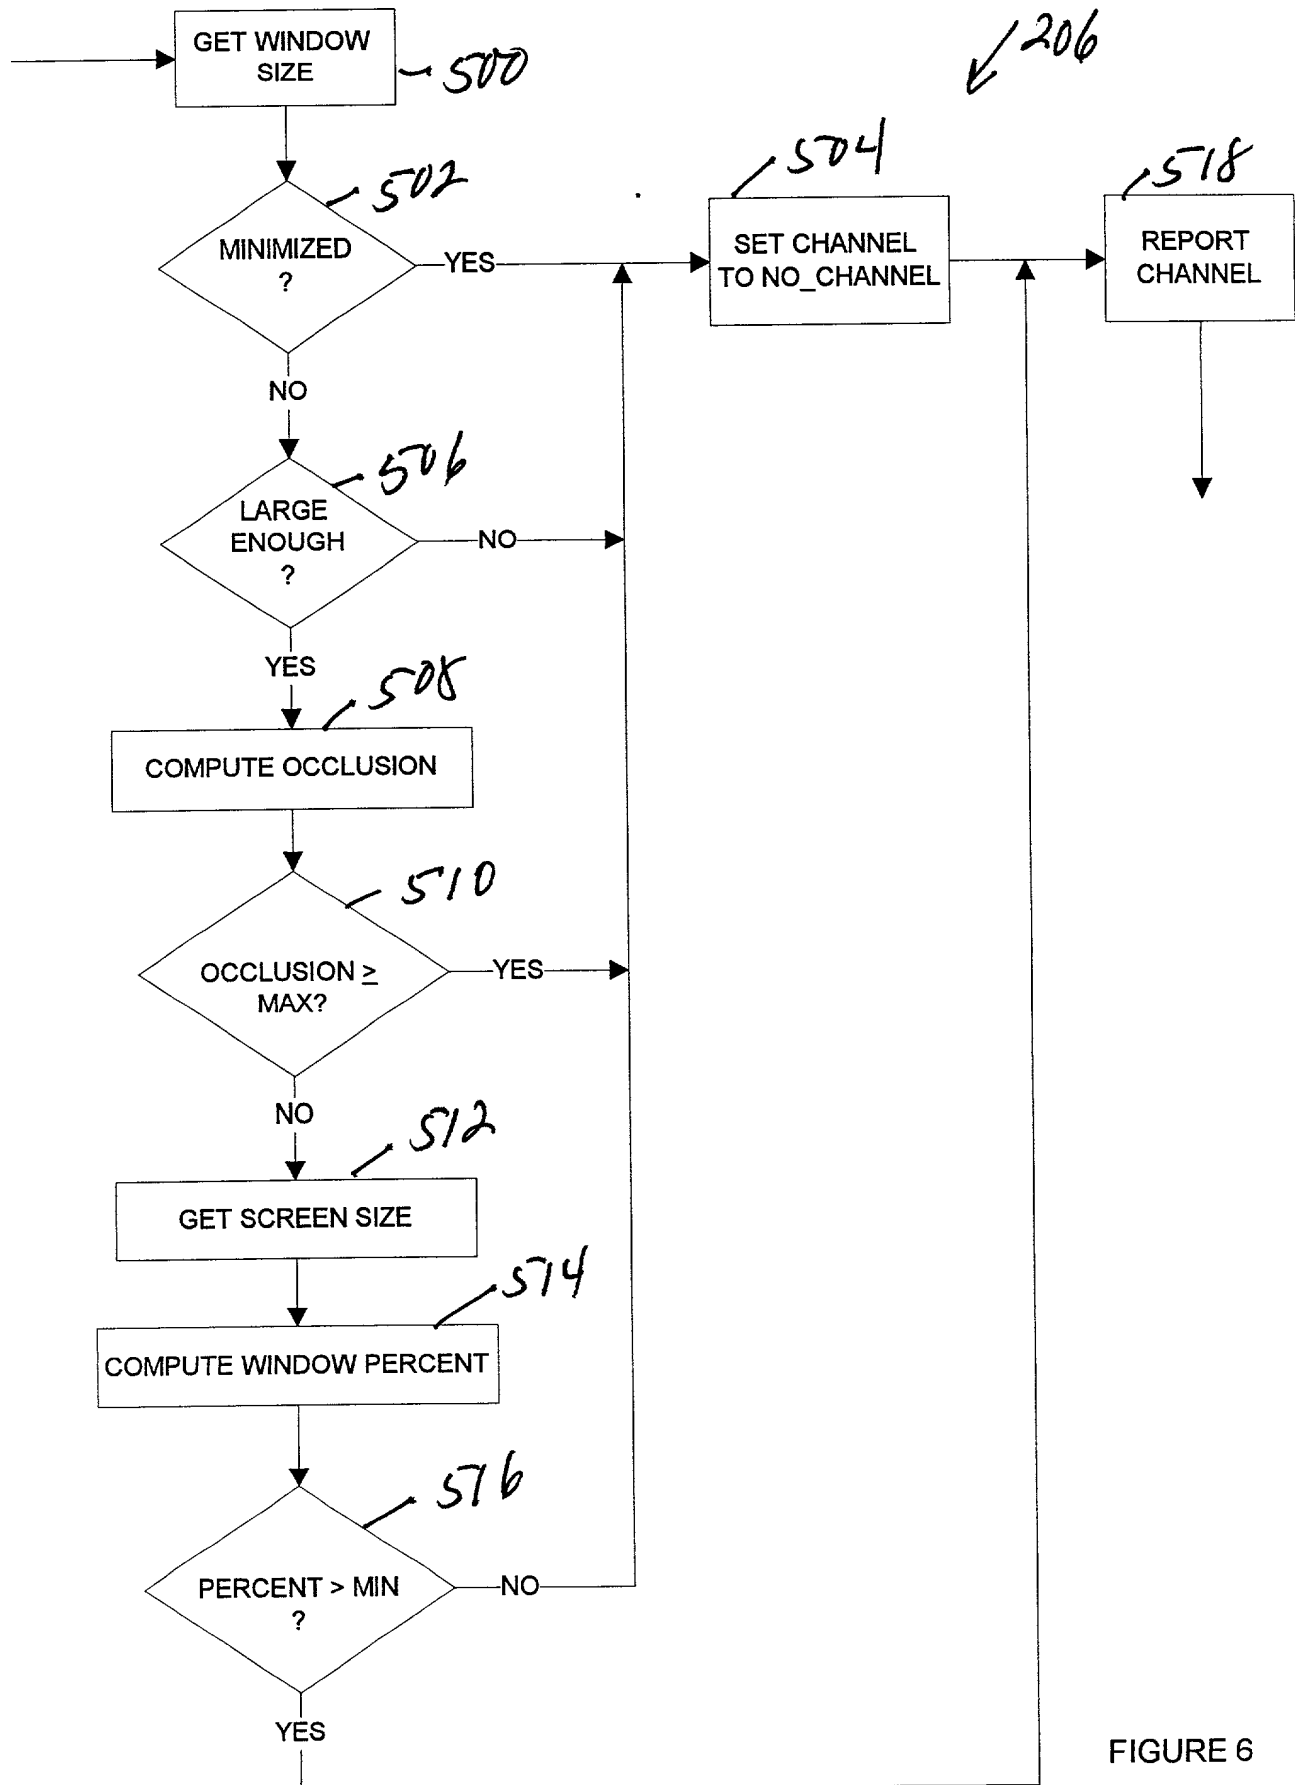 GET WINDOW
SIZE
500
206
502
MINIMIZED
?
YES
504
SET CHANNEL
TO NO_CHANNEL
518
REPORT
CHANNEL
NO
506
LARGE
ENOUGH
?
NO
YES
508
COMPUTE OCCLUSION
510
OCCLUSION ≥
MAX?
YES
NO
512
GET SCREEN SIZE
514
COMPUTE WINDOW PERCENT
516
PERCENT > MIN
?
NO
YES
FIGURE 6